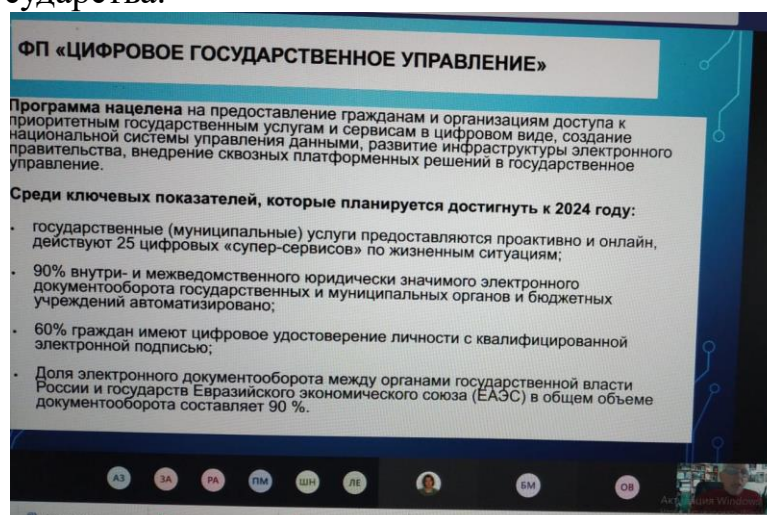 сударства.
ФП «ЦИФРОВОЕ ГОСУДАРСТВЕННОЕ УПРАВЛЕНИЕ»
Программа нацелена на предоставление гражданам и организациям доступа к
приоритетным государственным услугам и сервисам в цифровом виде, создание
национальной системы управления данными, развитие инфраструктуры электронного
правительства, внедрение сквозных платформенных решений в государственное
управление.
Среди ключевых показателей, которые планируется достигнуть к 2024 году:
• государственные (муниципальные) услуги предоставляются проактивно и онлайн,
действуют 25 цифровых «супер-сервисов» по жизненным ситуациям;
• 90% внутри- и межведомственного юридически значимого электронного
документооборота государственных и муниципальных органов и бюджетных
учреждений автоматизировано;
• 60% граждан имеют цифровое удостоверение личности с квалифицированной
электронной подписью;
• Доля электронного документооборота между органами государственной власти
России и государств Евразийского экономического союза (ЕАЭС) в общем объеме
документооборота составляет 90 %.
АЗ ЗА РА ПМ ШН ЛЕ БМ ОВ
Активация Windows